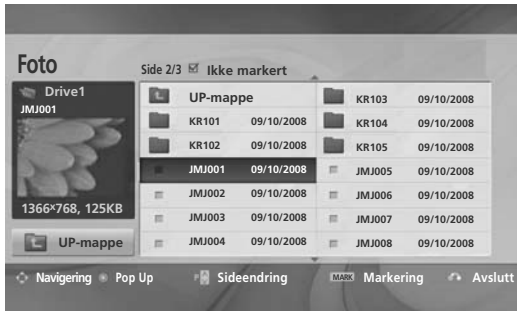 Foto
Side 2/3 Ikke markert
Drive1
JMJ001
1366×768, 125KB
UP-mappe
UP-mappe
KR101 09/10/2008
KR102 09/10/2008
JMJ001 09/10/2008
JMJ002 09/10/2008
JMJ003 09/10/2008
JMJ004 09/10/2008
KR103 09/10/2008
KR104 09/10/2008
KR105 09/10/2008
JMJ005 09/10/2008
JMJ006 09/10/2008
JMJ007 09/10/2008
JMJ008 09/10/2008
Navigering Pop Up P Sideendring MARK Markering Avslutt